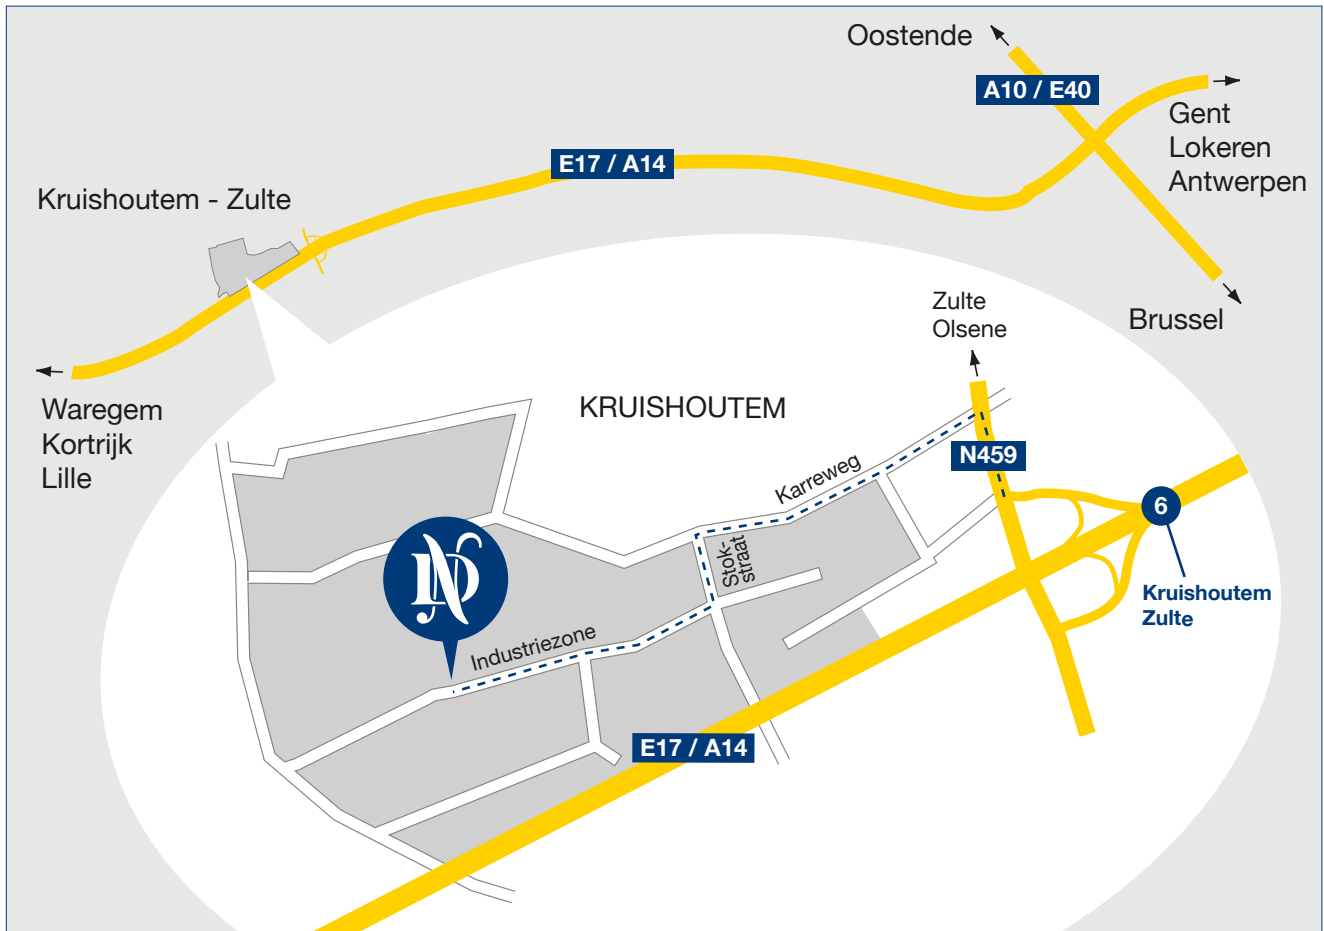 Oostende
A10 / E40
Gent
Lokeren
Antwerpen
E17 / A14
Kruishoutem - Zulte
Zulte
Olsene
Brussel
Waregem
Kortrijk
Lille
KRUISHOUTEM
N459
Karreweg
6
Stok-
straat
Kruishoutem
Zulte
Industriezone
E17 / A14